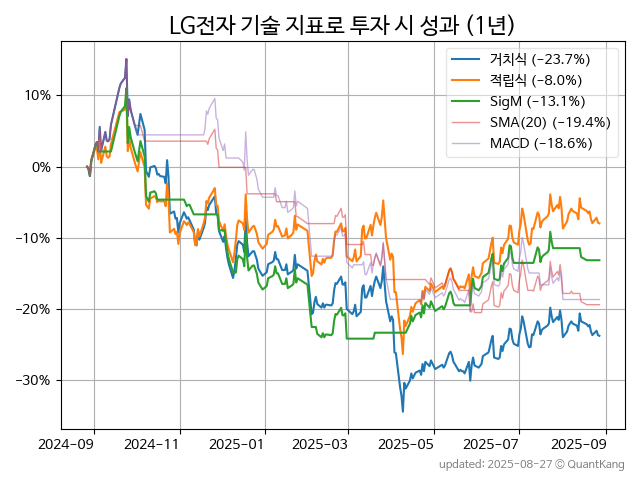 LG전자 기술 지표로 투자 시 성과 (1년)
거치식 (−23.7%)
적립식 (−8.0%)
SigM (−13.1%)
SMA(20) (−19.4%)
MACD (−18.6%)
10%
0%
−10%
−20%
−30%
2024-09 2024-11 2025-01 2025-03 2025-05 2025-07 2025-09
updated: 2025-08-27 © QuantKang